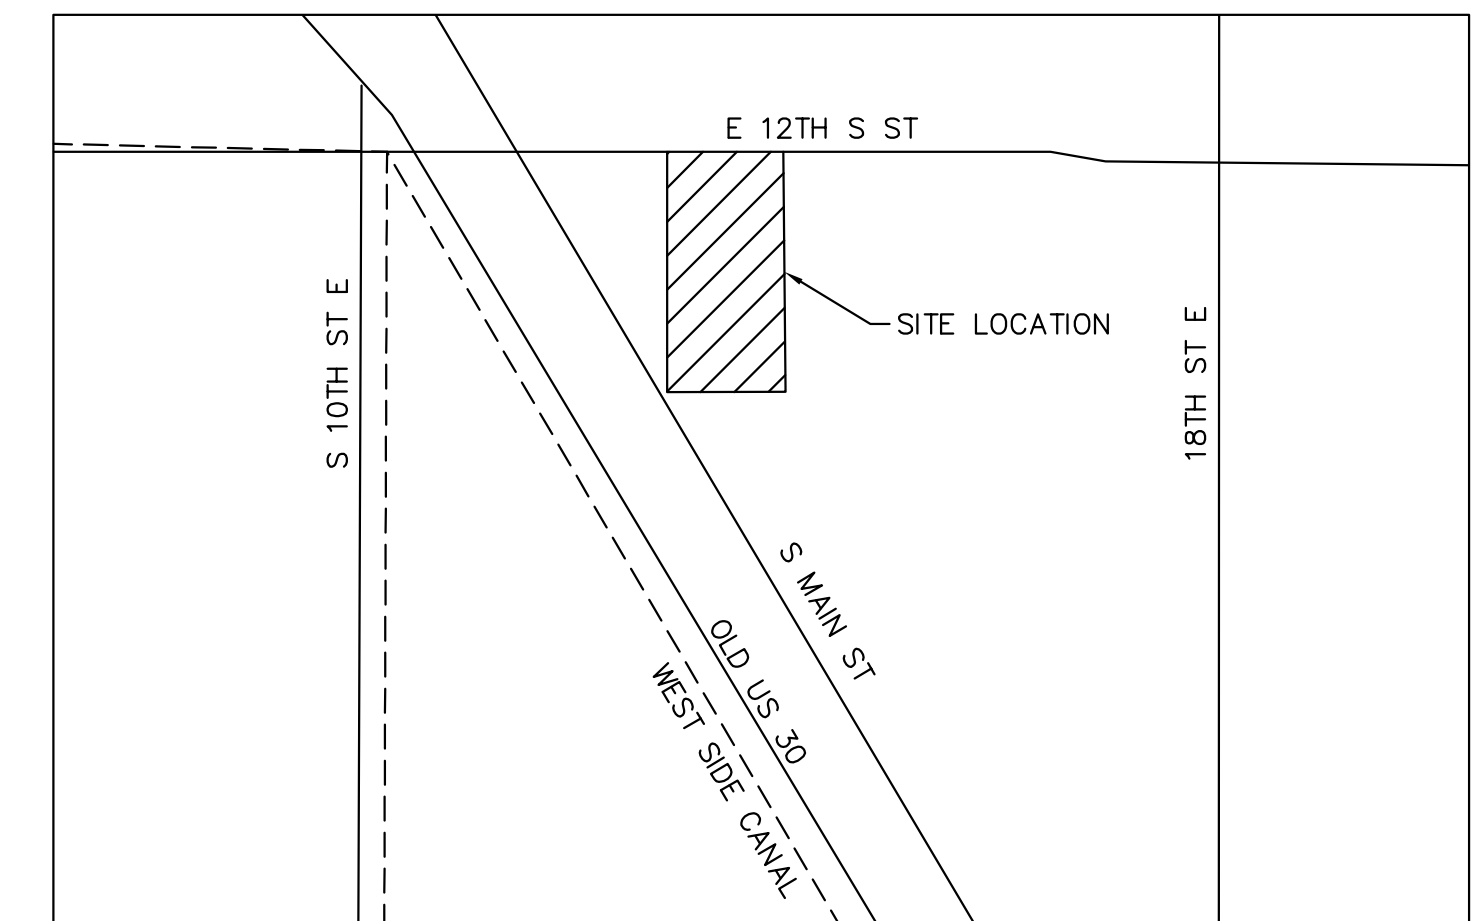 E 12TH S ST
S 10TH ST E
SITE LOCATION
18TH ST E
S MAIN ST
OLD US 30
WEST SIDE CANAL